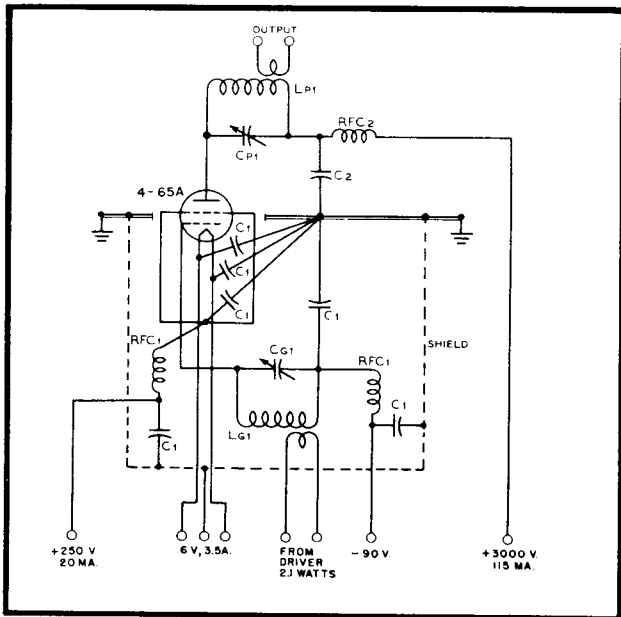 OUTPUT
LP1
RFC2
CP1
C2
4-65A
C1
C1
C1
C1
RFC1
CG1
RFC1
SHIELD
C1
C1
LG1
+250 V
20 MA.
6 V, 3.5A.
FROM
DRIVER
2.1 WATTS
-90 V.
+3000 V.
115 MA.